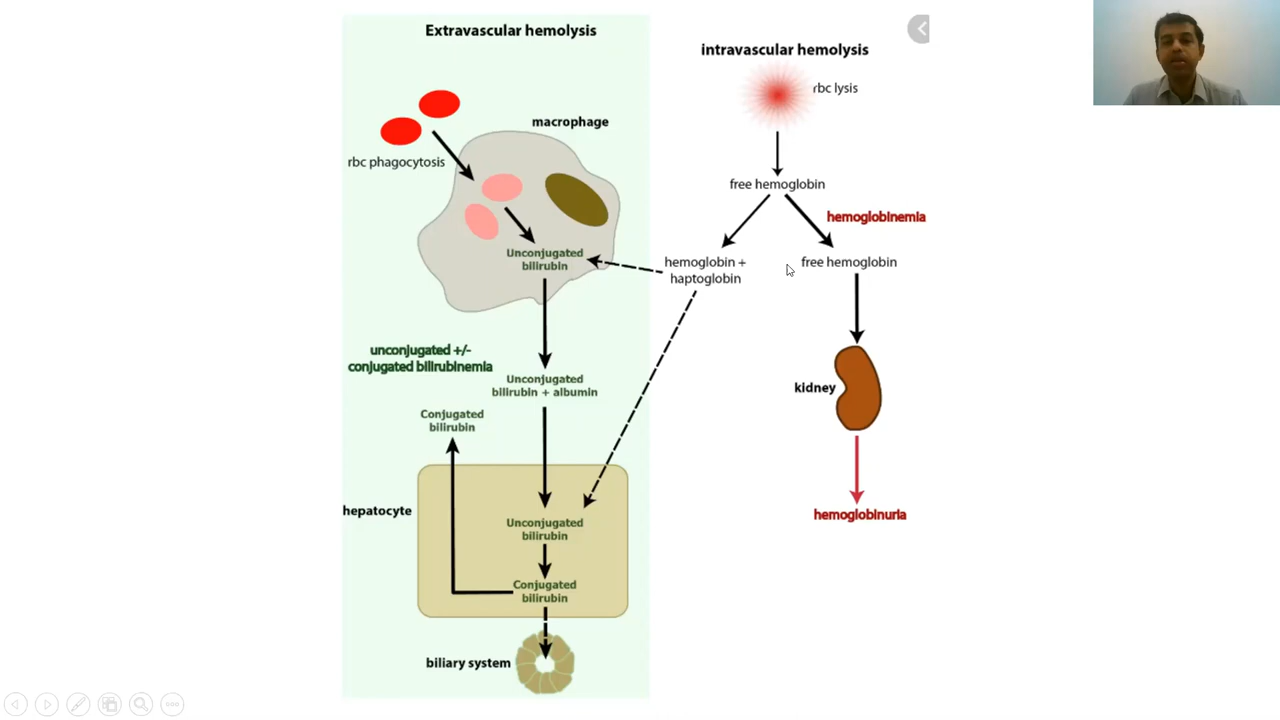 Extravascular hemolysis
macrophage
rbc phagocytosis
Unconjugated
bilirubin
unconjugated +/-
conjugated bilirubinemia
Unconjugated
bilirubin + albumin
Conjugated
bilirubin
hepatocyte
Unconjugated
bilirubin
Conjugated
bilirubin
biliary system
intravascular hemolysis
rbc lysis
free hemoglobin
hemoglobinemia
hemoglobin +
haptoglobin
free hemoglobin
kidney
hemoglobinuria